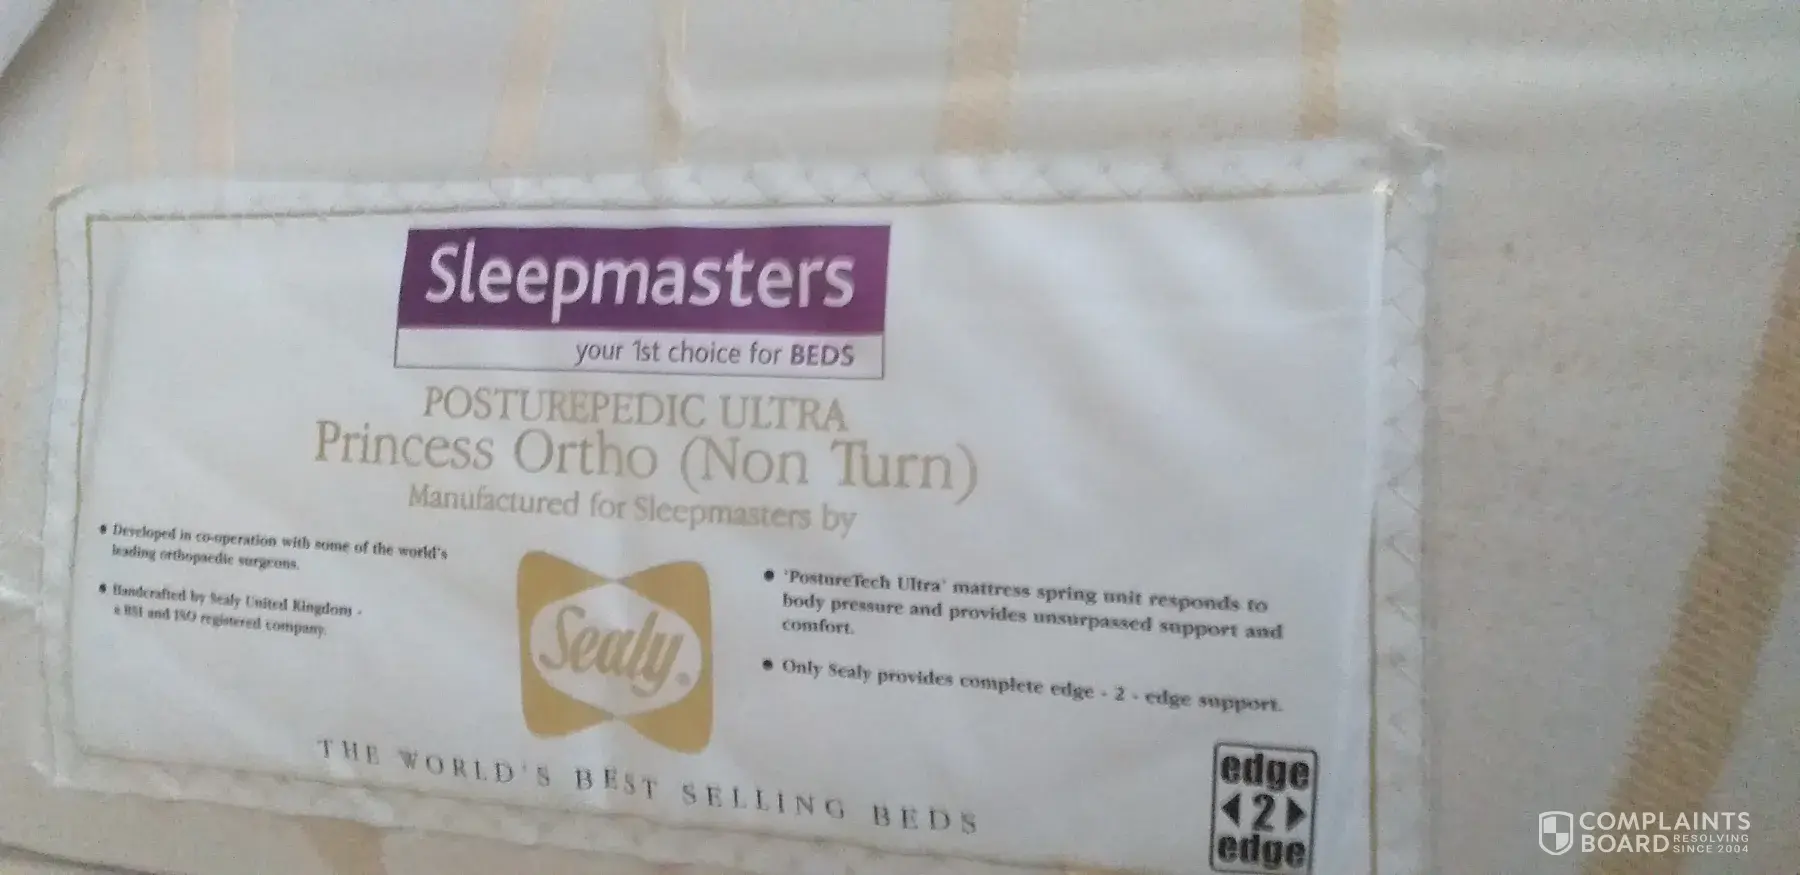 Sleepmasters
your 1st choice for BEDS
POSTUREPEDIC ULTRA
Princess Ortho (Non Turn)
Manufactured for Sleepmasters by
• Developed in co-operation with some of the world's
leading orthopaedic surgeons.
• Handcrafted by Sealy United Kingdom -
a BSI and ISO registered company.
Sealy®
• 'PostureTech Ultra' mattress spring unit responds to
body pressure and provides unsurpassed support and
comfort.
• Only Sealy provides complete edge - 2 - edge support.
THE WORLD'S BEST SELLING BEDS
edge
2
edge
COMPLAINTS
BOARD
RESOLVING
SINCE 2004